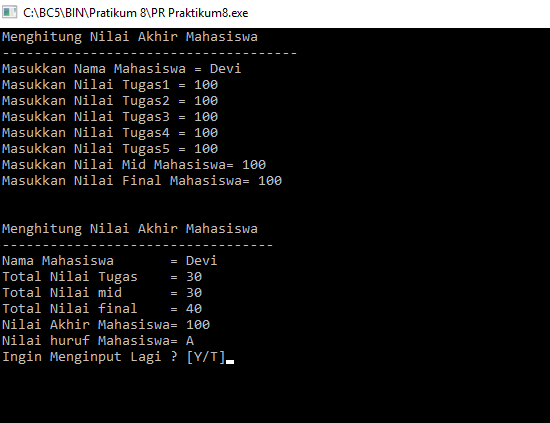 C:\BC5\BIN\Pratikum 8\PR Praktikum8.exe
Menghitung Nilai Akhir Mahasiswa
--------------------------------------
Masukkan Nama Mahasiswa = Devi
Masukkan Nilai Tugas1 = 100
Masukkan Nilai Tugas2 = 100
Masukkan Nilai Tugas3 = 100
Masukkan Nilai Tugas4 = 100
Masukkan Nilai Tugas5 = 100
Masukkan Nilai Mid Mahasiswa= 100
Masukkan Nilai Final Mahasiswa= 100
Menghitung Nilai Akhir Mahasiswa
-----------------------------------
Nama Mahasiswa       = Devi
Total Nilai Tugas    = 30
Total Nilai mid      = 30
Total Nilai final    = 40
Nilai Akhir Mahasiswa= 100
Nilai huruf Mahasiswa= A
Ingin Menginput Lagi ? [Y/T]